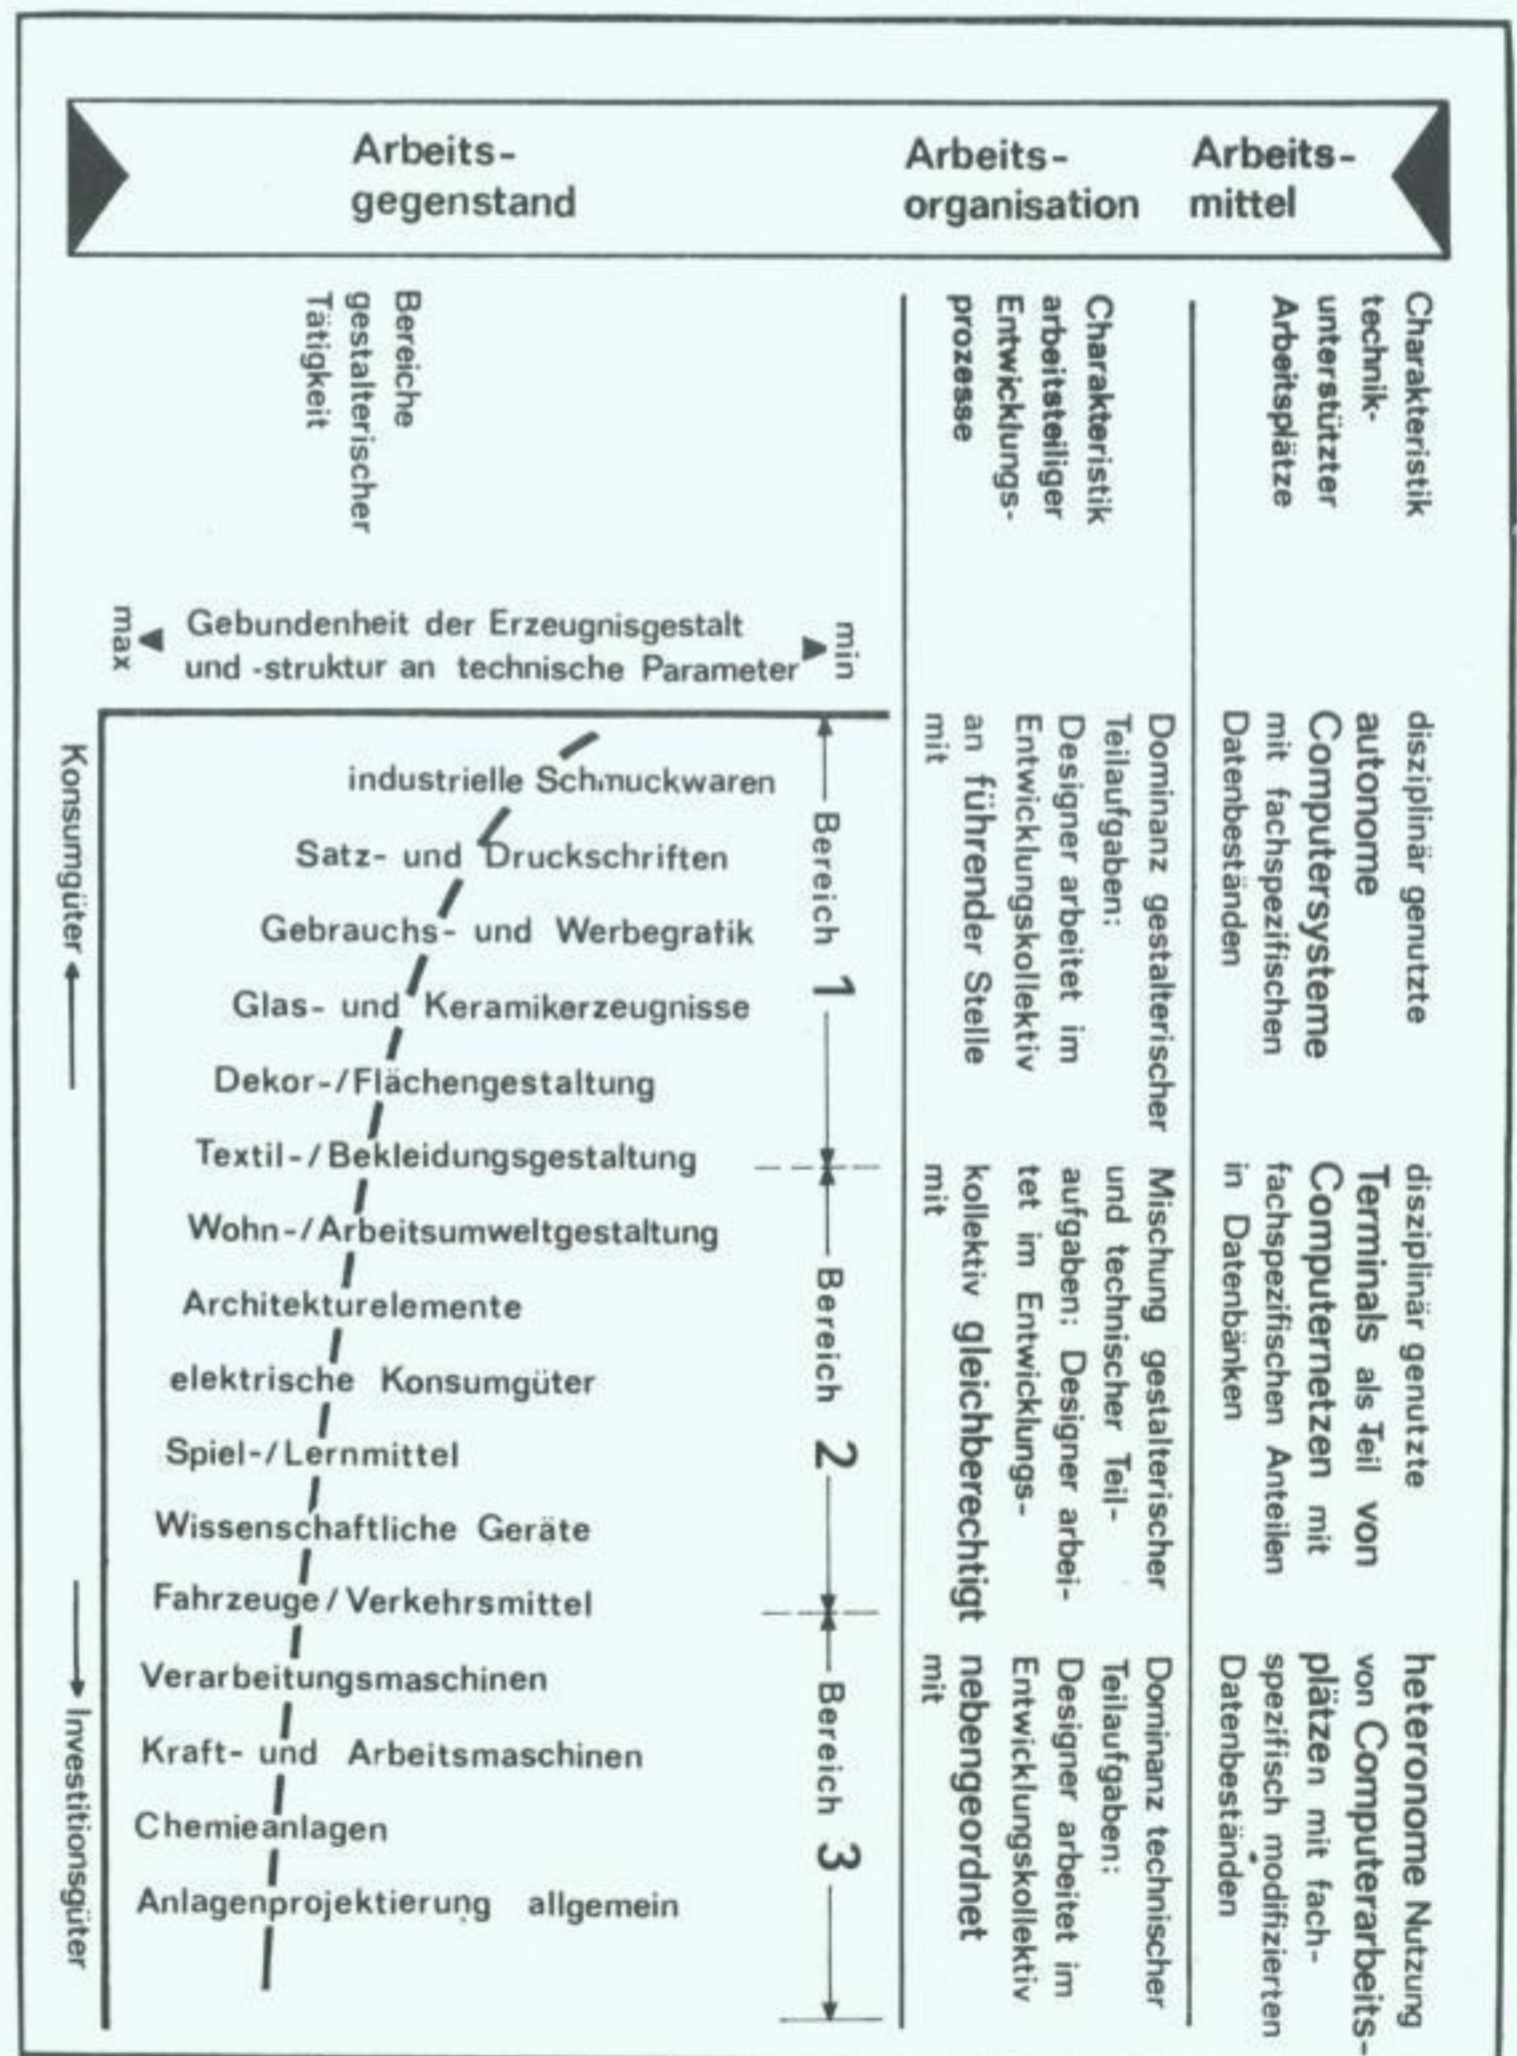 Arbeits-
gegenstand
Arbeits-
organisation
Arbeits-
mittel
Bereiche
gestalterischer
Tätigkeit
Charakteristik
arbeitsteiliger
Entwicklungs-
prozesse
Charakteristik
technik-
unterstützter
Arbeitsplätze
max
Gebundenheit der Erzeugnisgestalt
und -struktur an technische Parameter
min
Konsumgüter
Investitionsgüter
industrielle Schmuckwaren
Satz- und Druckschriften
Gebrauchs- und Werbegrafik
Glas- und Keramikerzeugnisse
Dekor-/Flächengestaltung
Textil-/Bekleidungsgestaltung
Wohn-/Arbeitsumweltgestaltung
Architekturelemente
elektrische Konsumgüter
Spiel-/Lernmittel
Wissenschaftliche Geräte
Fahrzeuge/Verkehrsmittel
Verarbeitungsmaschinen
Kraft- und Arbeitsmaschinen
Chemieanlagen
Anlagenprojektierung allgemein
Bereich 1
Bereich 2
Bereich 3
Dominanz gestalterischer
Teilaufgaben:
Designer arbeitet im
Entwicklungskollektiv
an führender Stelle
mit
Mischung gestalterischer
und technischer Teil-
aufgaben: Designer arbei-
tet im Entwicklungs-
kollektiv gleichberechtigt
mit
Dominanz technischer
Teilaufgaben:
Designer arbeitet im
Entwicklungskollektiv
nebengeordnet
mit
disziplinär genutzte
autonome
Computersysteme
mit fachspezifischen
Datenbeständen
disziplinär genutzte
Terminals als Teil von
Computernetzen mit
fachspezifischen Anteilen
in Datenbänken
heteronome Nutzung
von Computerarbeits-
plätzen mit fach-
spezifisch modifizierten
Datenbeständen